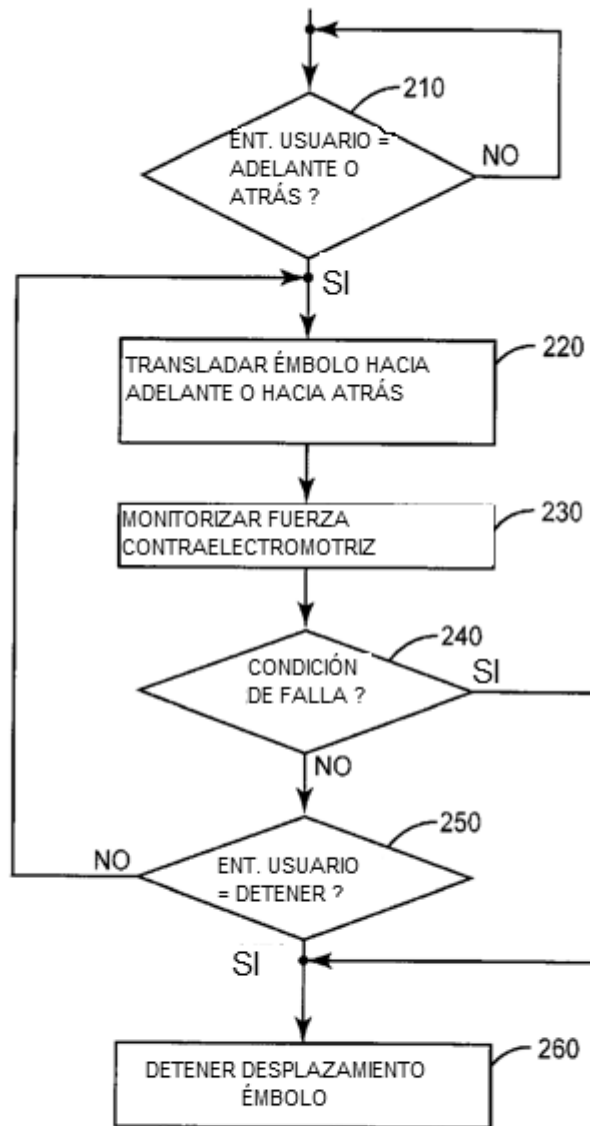 210
ENT. USUARIO =
ADELANTE O
ATRÁS ?
NO
SI
220
TRANSLADAR ÉMBOLO HACIA
ADELANTE O HACIA ATRÁS
230
MONITORIZAR FUERZA
CONTRAELECTROMOTRIZ
240
CONDICIÓN
DE FALLA ?
SI
NO
250
ENT. USUARIO
= DETENER ?
NO
SI
260
DETENER DESPLAZAMIENTO
ÉMBOLO